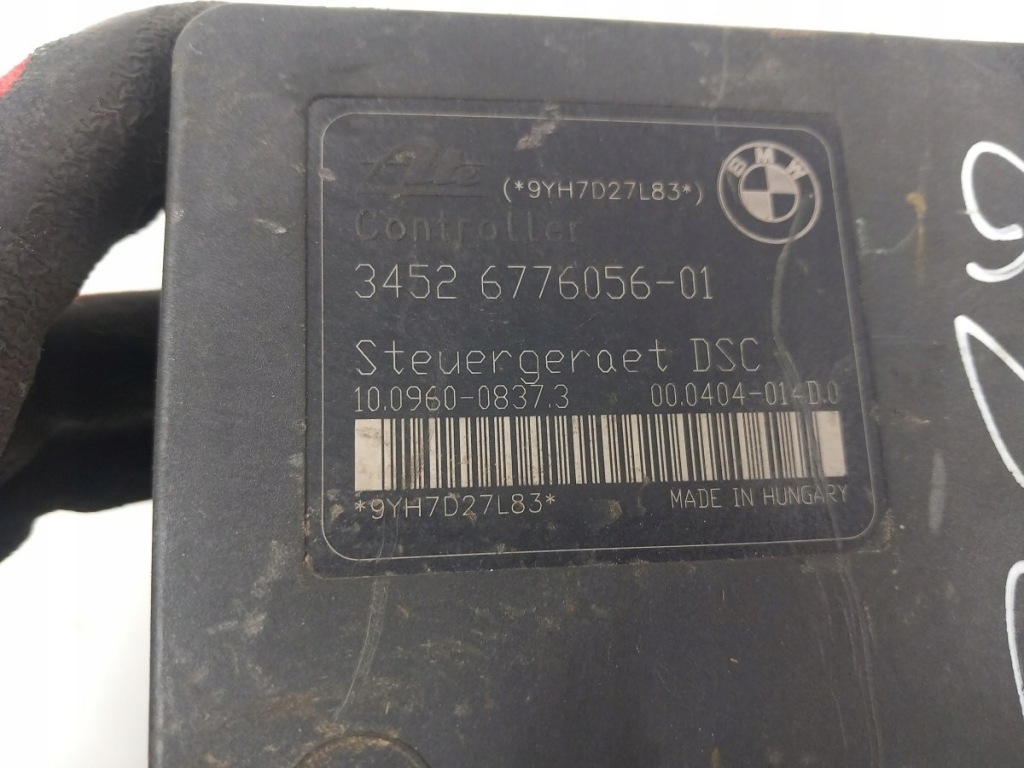 Ate
(*9YH7D27L83*)
BMW
Controller
3452 6776056-01
Steuergeraet DSC
10.0960-0837.3 00.0404-014D.0
*9YH7D27L83*
MADE IN HUNGARY